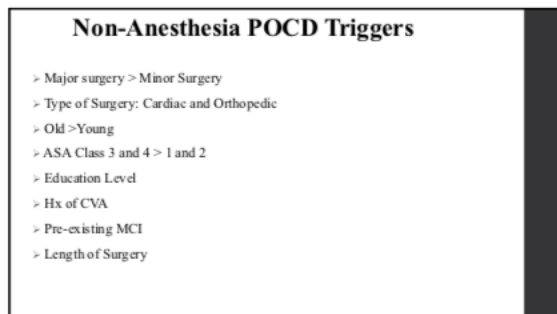 Non-Anesthesia POCD Triggers
➢ Major surgery > Minor Surgery
➢ Type of Surgery: Cardiac and Orthopedic
➢ Old >Young
➢ ASA Class 3 and 4 > 1 and 2
➢ Education Level
➢ Hx of CVA
➢ Pre-existing MCI
➢ Length of Surgery